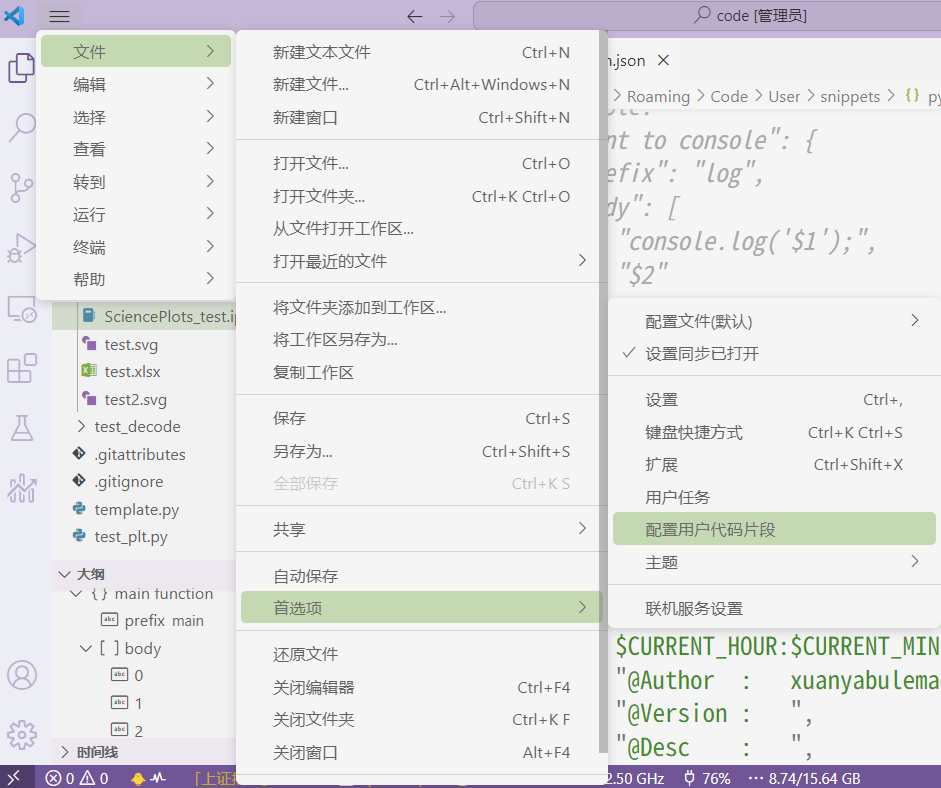 code [管理员]
文件
编辑
选择
查看
转到
运行
终端
帮助
新建文本文件 Ctrl+N
新建文件... Ctrl+Alt+Windows+N
新建窗口 Ctrl+Shift+N
打开文件... Ctrl+O
打开文件夹... Ctrl+K Ctrl+O
从文件打开工作区...
打开最近的文件
将文件夹添加到工作区...
将工作区另存为...
复制工作区
保存 Ctrl+S
另存为... Ctrl+Shift+S
全部保存 Ctrl+K S
共享
自动保存
首选项
还原文件
关闭编辑器 Ctrl+F4
关闭文件夹 Ctrl+K F
关闭窗口 Alt+F4
n.json
Roaming > Code > User > snippets > {} py
nt to console": {
efix": "log",
dy": [
"console.log('$1');",
"$2"
配置文件(默认)
设置同步已打开
设置 Ctrl+,
键盘快捷方式 Ctrl+K Ctrl+S
扩展 Ctrl+Shift+X
用户任务
配置用户代码片段
主题
联机服务设置
$CURRENT_HOUR:$CURRENT_MIN
"@Author : xuanyabulema
"@Version : ",
"@Desc : ",
SciencePlots_test.ip
test.svg
test.xlsx
test2.svg
test_decode
.gitattributes
.gitignore
template.py
test_plt.py
大纲
{} main function
abc prefix main
[ ] body
abc 0
abc 1
abc 2
时间线
0 0 [上证 2.50 GHz 76% 8.74/15.64 GB